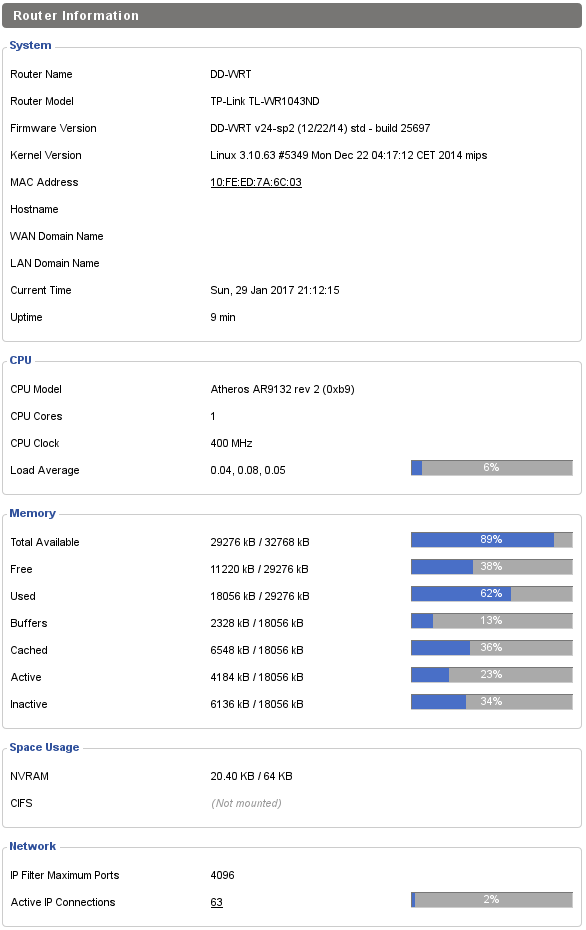 Router Information
System
Router Name DD-WRT
Router Model TP-Link TL-WR1043ND
Firmware Version DD-WRT v24-sp2 (12/22/14) std - build 25697
Kernel Version Linux 3.10.63 #5349 Mon Dec 22 04:17:12 CET 2014 mips
MAC Address 10:FE:ED:7A:6C:03
Hostname
WAN Domain Name
LAN Domain Name
Current Time Sun, 29 Jan 2017 21:12:15
Uptime 9 min
CPU
CPU Model Atheros AR9132 rev 2 (0xb9)
CPU Cores 1
CPU Clock 400 MHz
Load Average 0.04, 0.08, 0.05 6%
Memory
Total Available 29276 kB / 32768 kB 89%
Free 11220 kB / 29276 kB 38%
Used 18056 kB / 29276 kB 62%
Buffers 2328 kB / 18056 kB 13%
Cached 6548 kB / 18056 kB 36%
Active 4184 kB / 18056 kB 23%
Inactive 6136 kB / 18056 kB 34%
Space Usage
NVRAM 20.40 KB / 64 KB
CIFS (Not mounted)
Network
IP Filter Maximum Ports 4096
Active IP Connections 63 2%